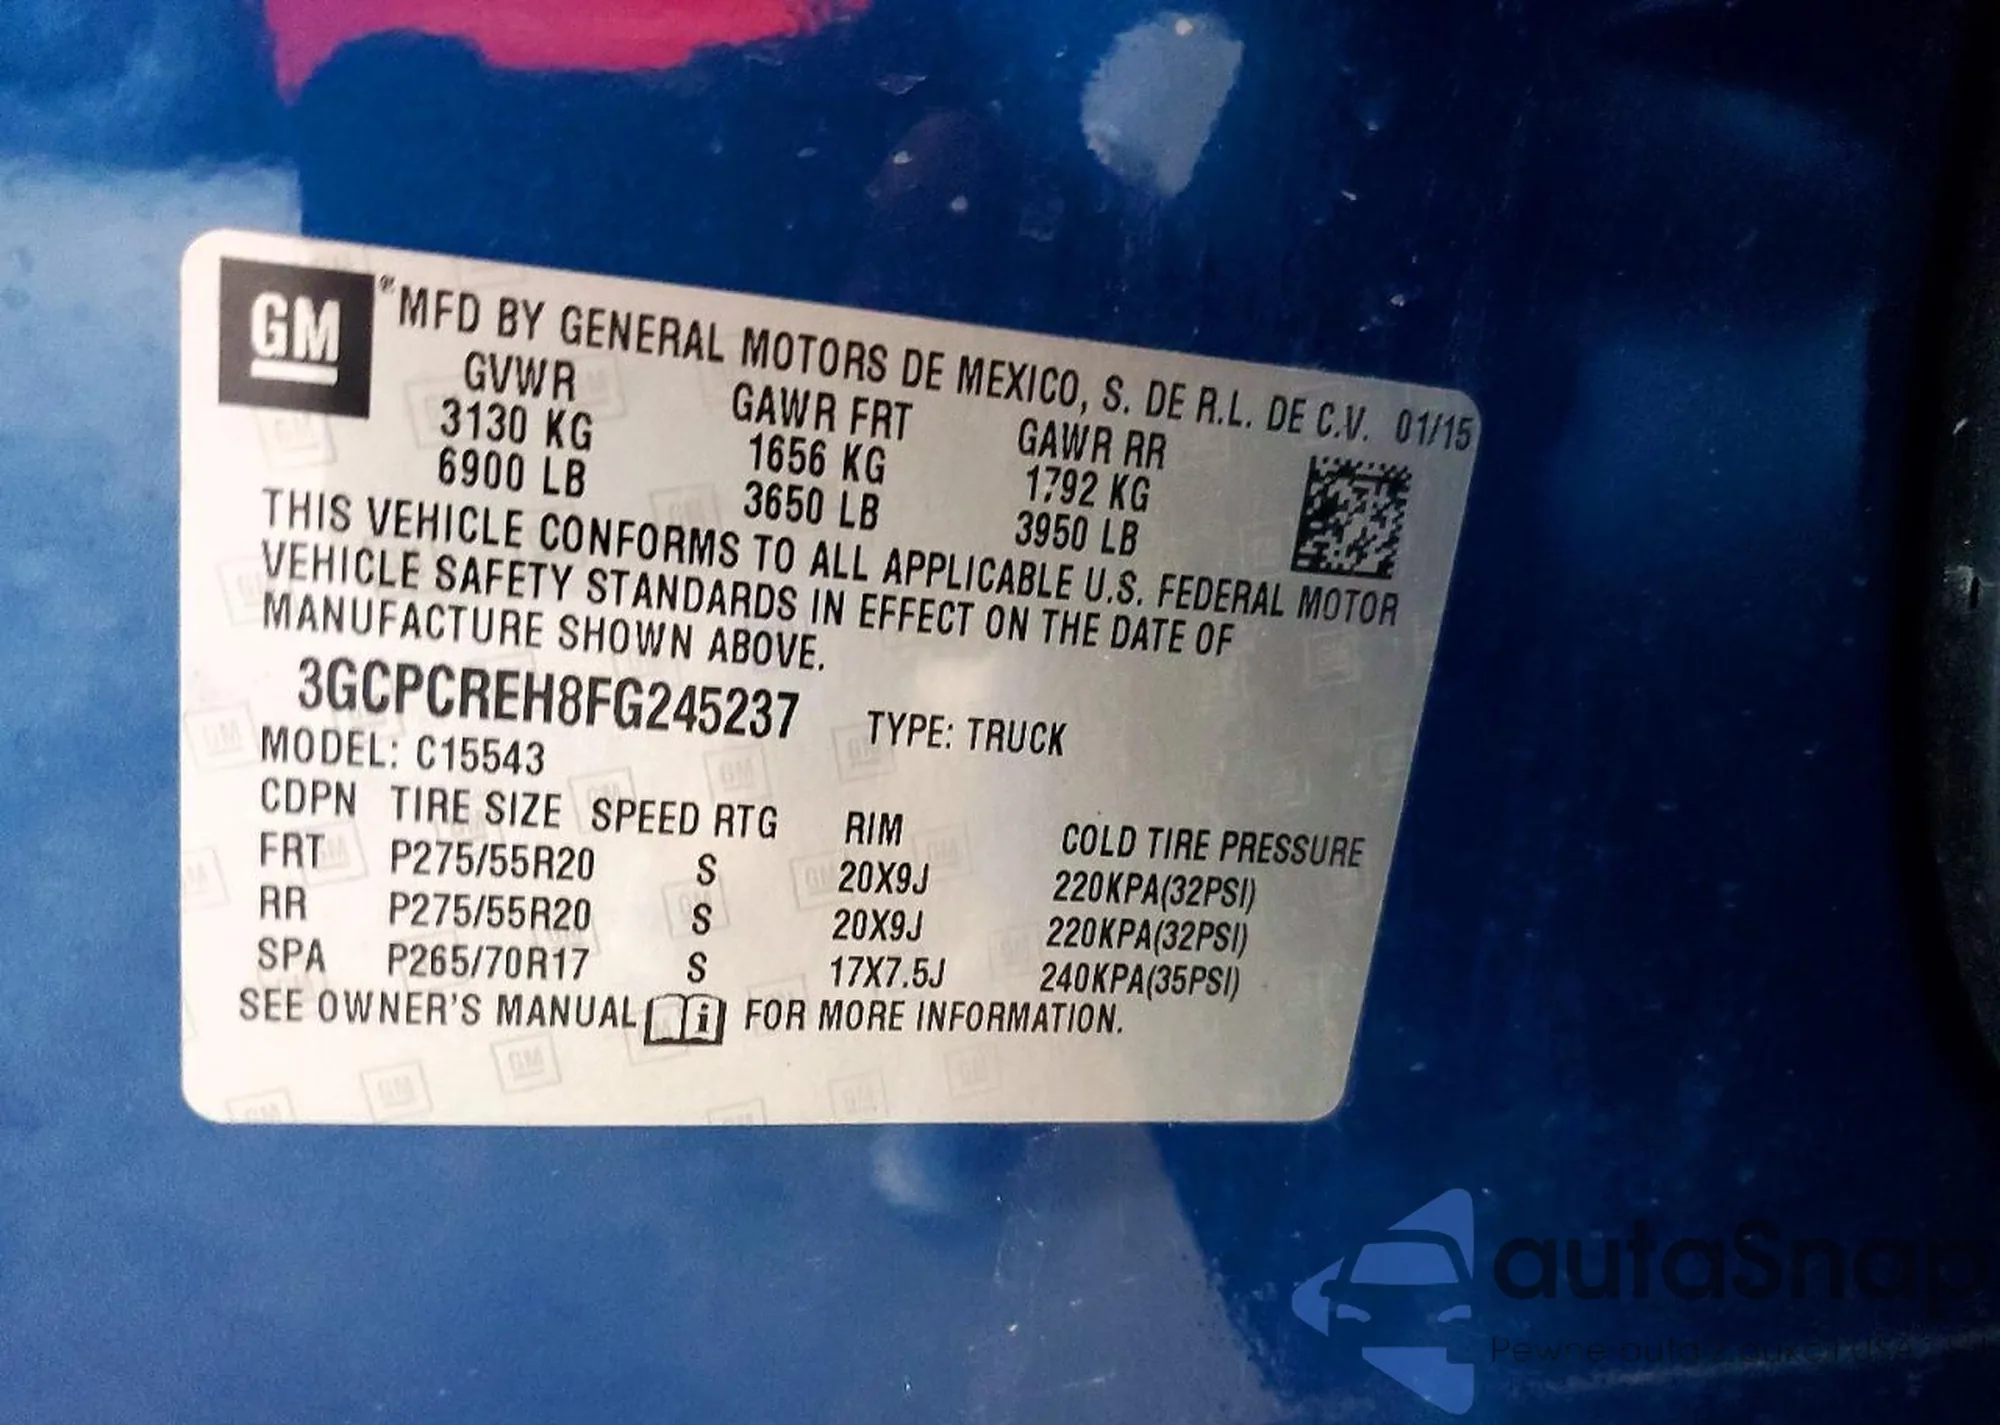 GM
®MFD BY GENERAL MOTORS DE MEXICO, S. DE R.L. DE C.V. 01/15
GVWR GAWR FRT GAWR RR
3130 KG 1656 KG 1792 KG
6900 LB 3650 LB 3950 LB
THIS VEHICLE CONFORMS TO ALL APPLICABLE U.S. FEDERAL MOTOR
VEHICLE SAFETY STANDARDS IN EFFECT ON THE DATE OF
MANUFACTURE SHOWN ABOVE.
3GCPCREH8FG245237 TYPE: TRUCK
MODEL: C15543
CDPN TIRE SIZE SPEED RTG RIM COLD TIRE PRESSURE
FRT P275/55R20 S 20X9J 220KPA(32PSI)
RR P275/55R20 S 20X9J 220KPA(32PSI)
SPA P265/70R17 S 17X7.5J 240KPA(35PSI)
SEE OWNER'S MANUAL FOR MORE INFORMATION.
autaSnap